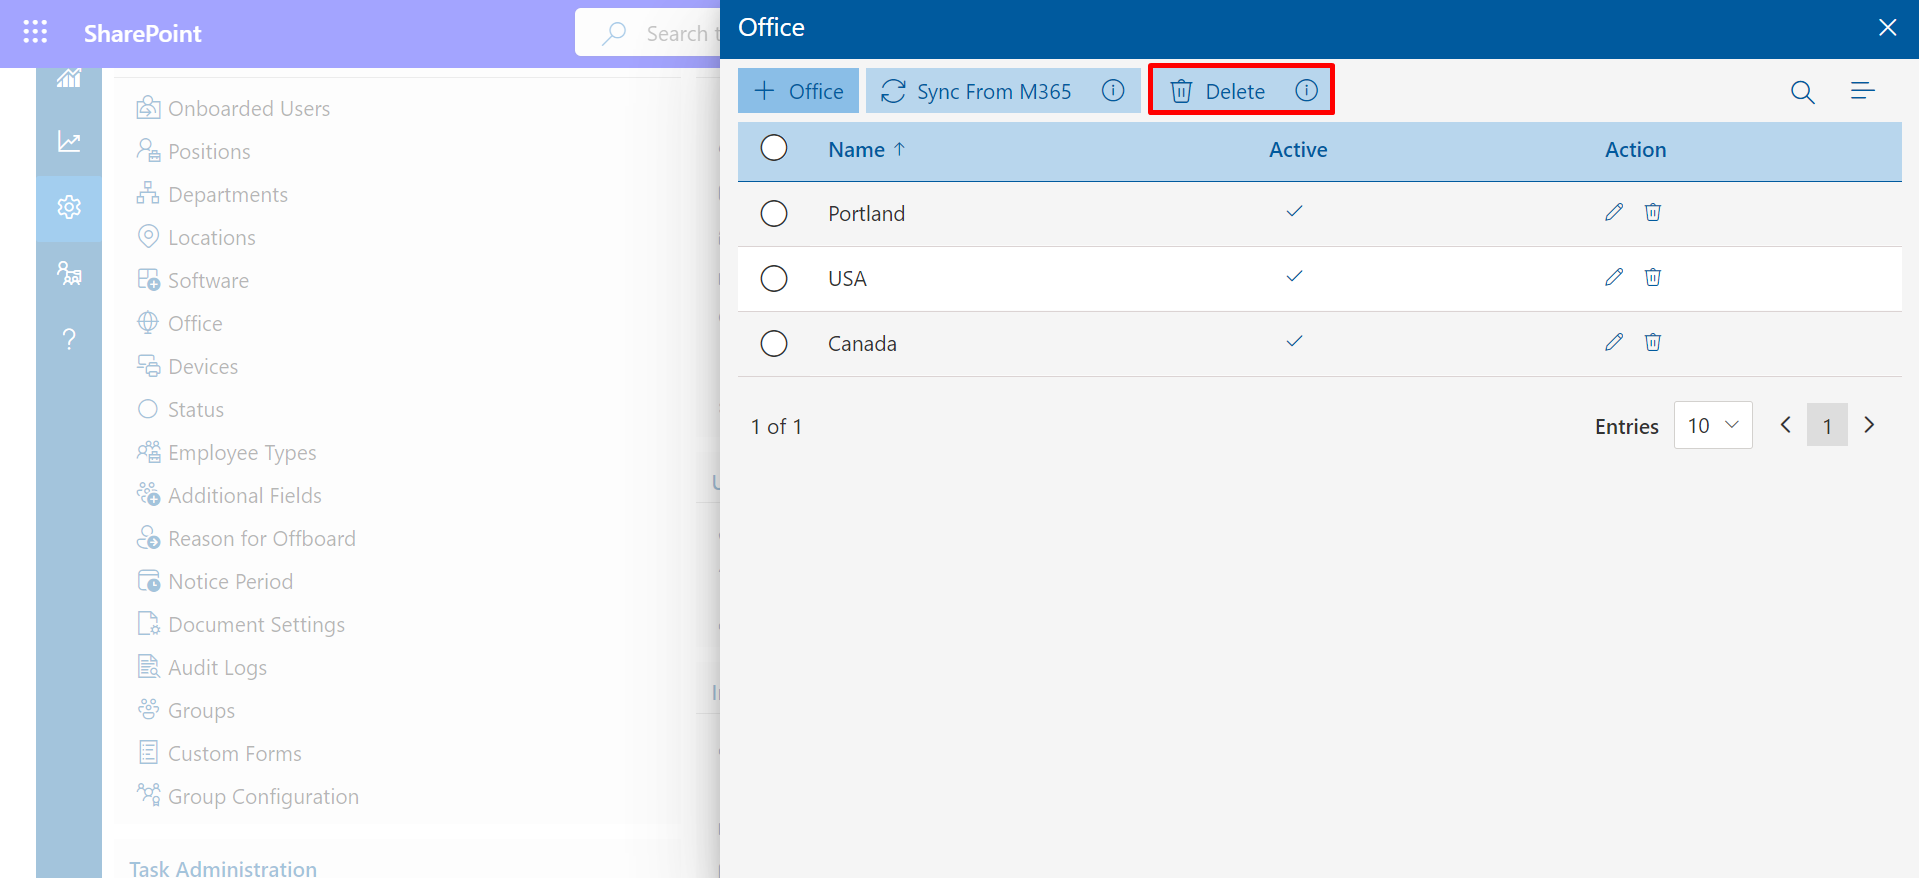 SharePoint
Search t
Onboarded Users
Positions
Departments
Locations
Software
Office
Devices
Status
Employee Types
Additional Fields
Reason for Offboard
Notice Period
Document Settings
Audit Logs
Groups
Custom Forms
Group Configuration
Task Administration
Office
Office Sync From M365 Delete
Name Active Action
Portland
USA
Canada
1 of 1 Entries 10 1